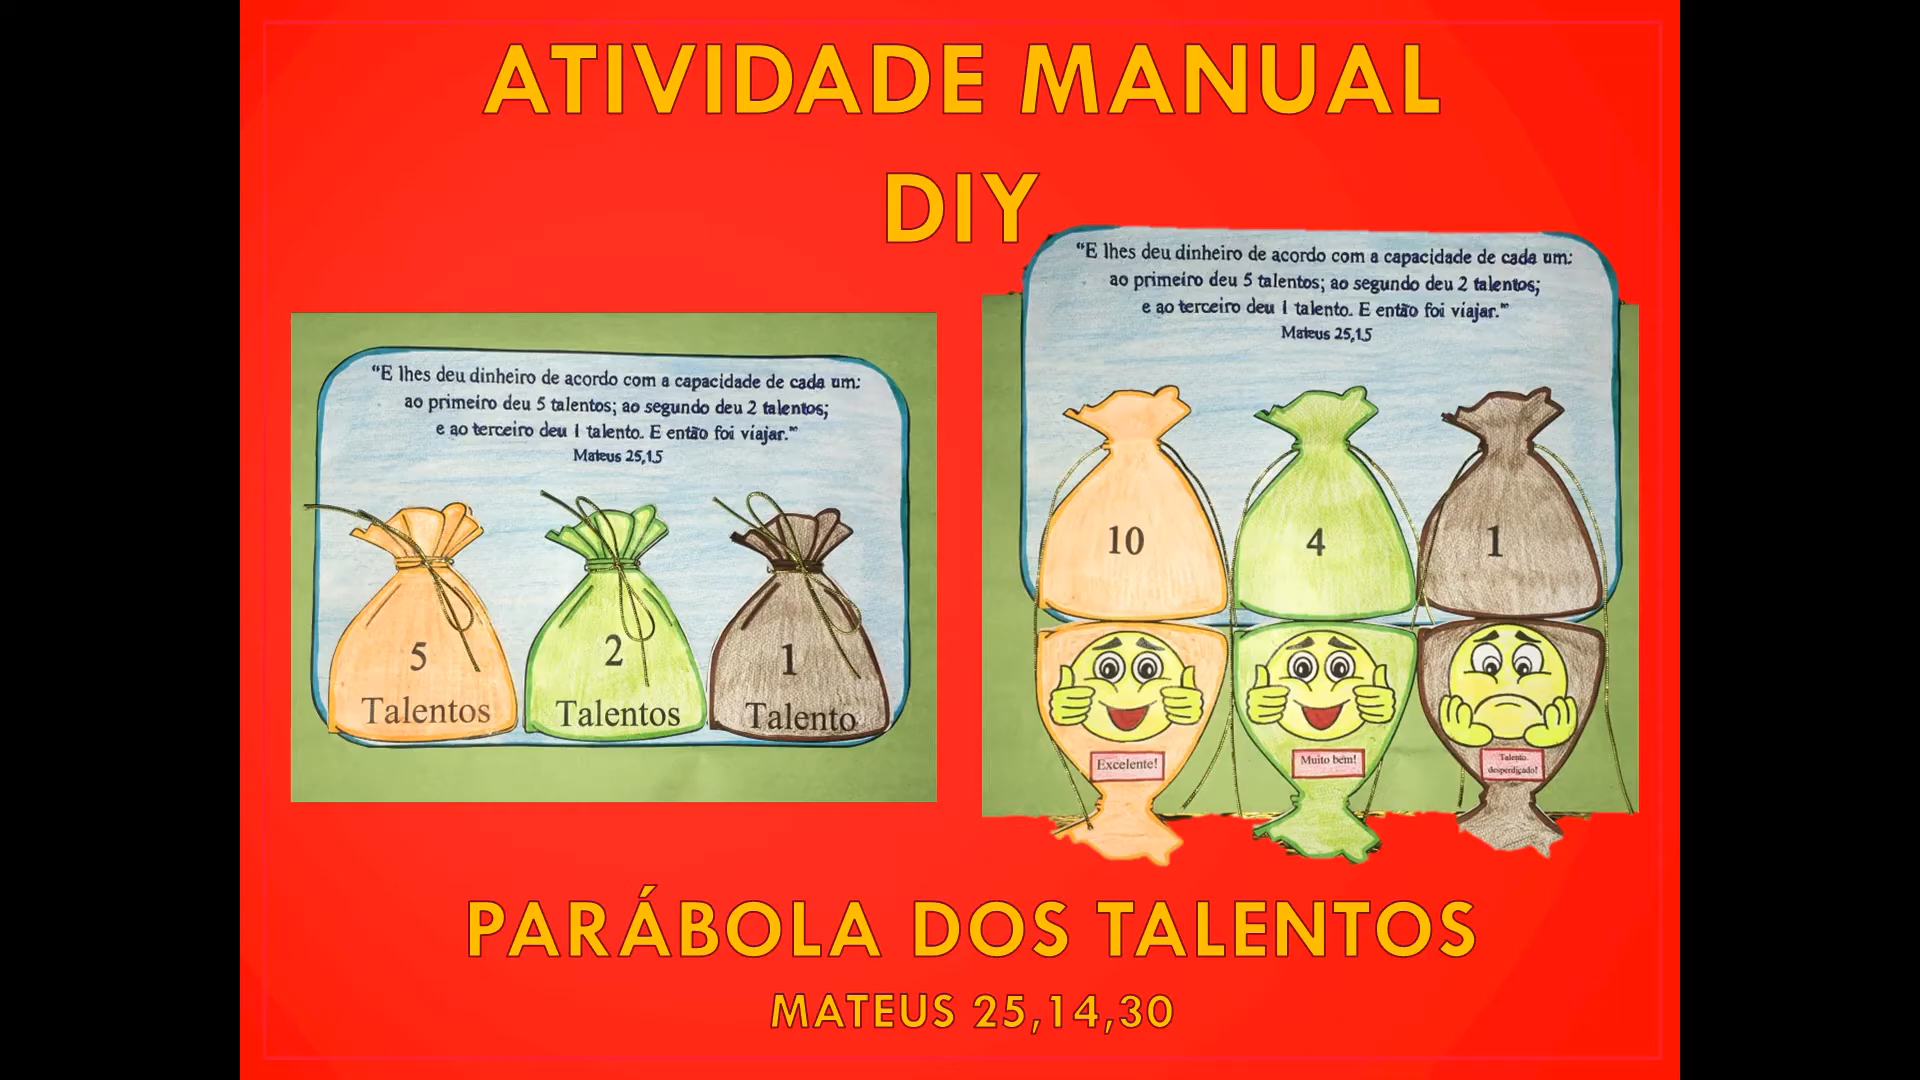 ATIVIDADE MANUAL
DIY
“E lhes deu dinheiro de acordo com a capacidade de cada um:
ao primeiro deu 5 talentos; ao segundo deu 2 talentos;
e ao terceiro deu 1 talento. E então foi viajar.”
Mateus 25,15
5
Talentos
2
Talentos
1
Talento
“E lhes deu dinheiro de acordo com a capacidade de cada um:
ao primeiro deu 5 talentos; ao segundo deu 2 talentos;
e ao terceiro deu 1 talento. E então foi viajar.”
Mateus 25,15
10
4
1
Excelente!
Muito bem!
Talento
desperdiçado!
PARÁBOLA DOS TALENTOS
MATEUS 25,14,30